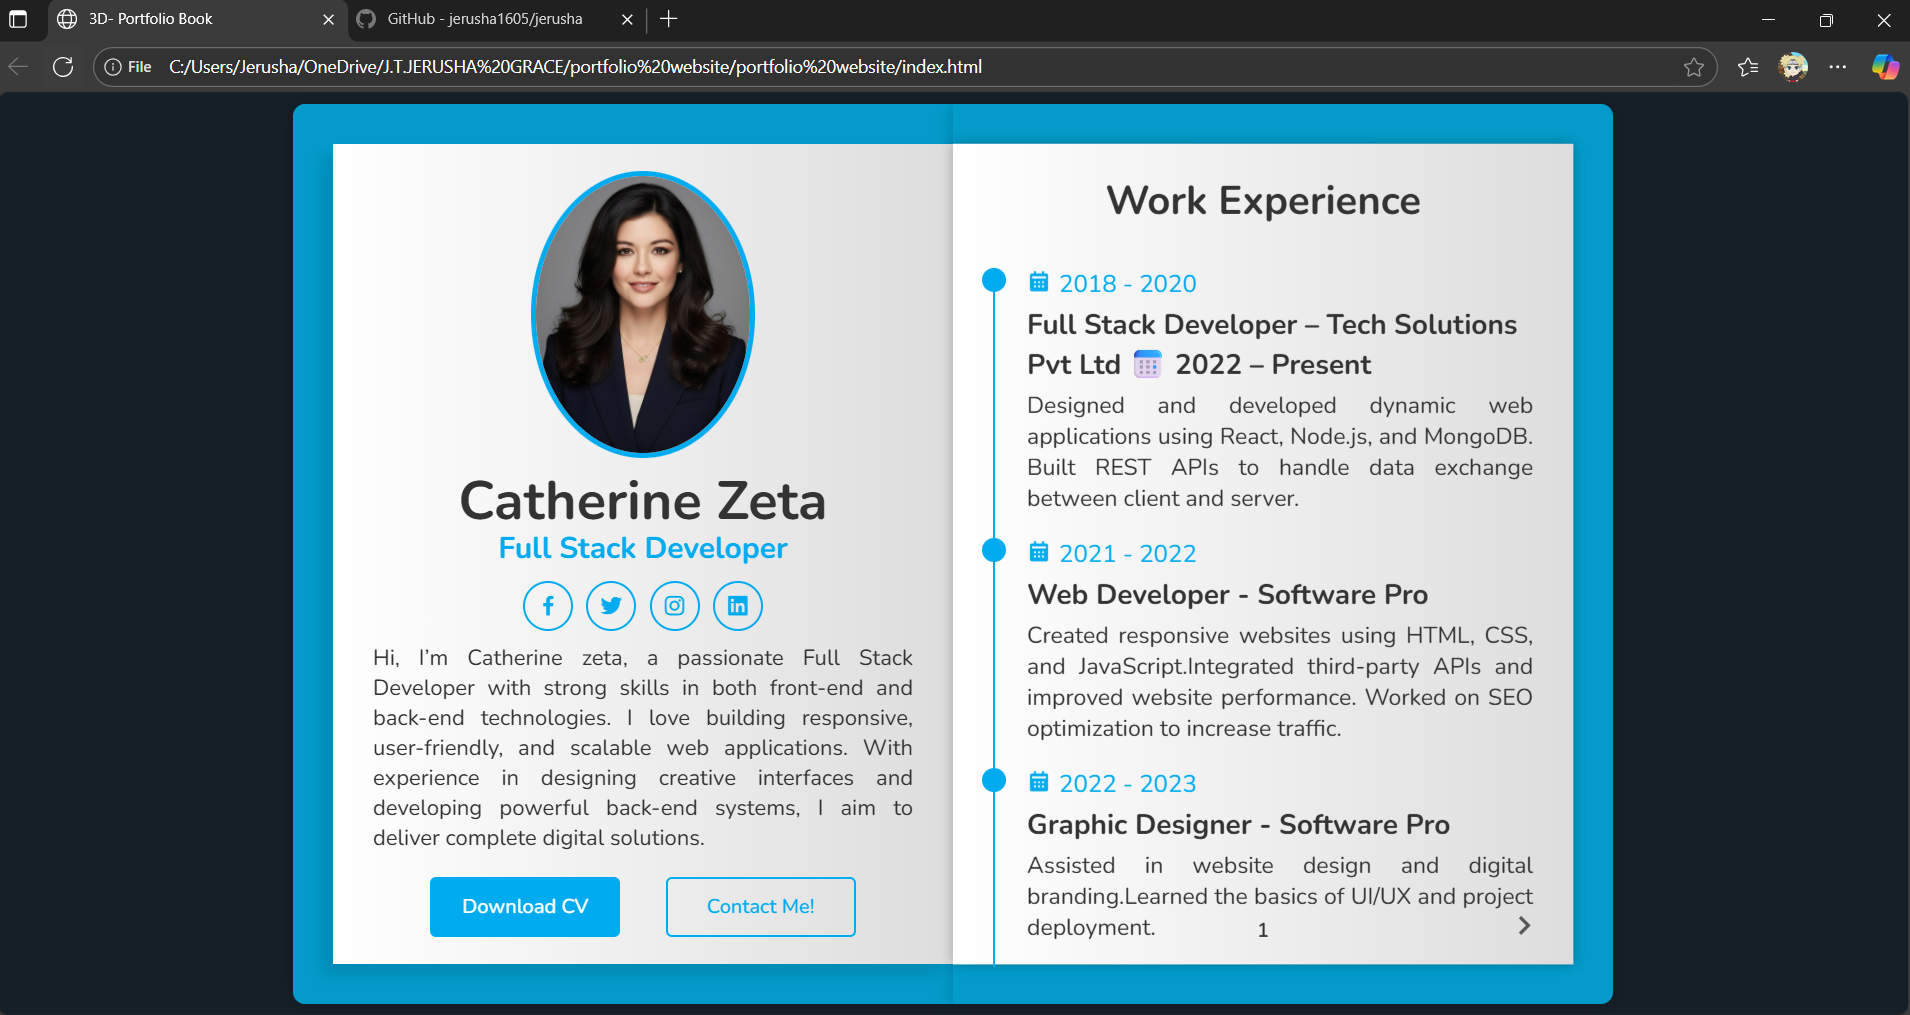 3D- Portfolio Book
GitHub - jerusha1605/jerusha
File C:/Users/Jerusha/OneDrive/J.T.JERUSHA%20GRACE/portfolio%20website/portfolio%20website/index.html
Catherine Zeta
Full Stack Developer
Hi, I’m Catherine zeta, a passionate Full Stack
Developer with strong skills in both front-end and
back-end technologies. I love building responsive,
user-friendly, and scalable web applications. With
experience in designing creative interfaces and
developing powerful back-end systems, I aim to
deliver complete digital solutions.
Download CV
Contact Me!
Work Experience
2018 - 2020
Full Stack Developer – Tech Solutions
Pvt Ltd 📅 2022 – Present
Designed and developed dynamic web
applications using React, Node.js, and MongoDB.
Built REST APIs to handle data exchange
between client and server.
2021 - 2022
Web Developer - Software Pro
Created responsive websites using HTML, CSS,
and JavaScript.Integrated third-party APIs and
improved website performance. Worked on SEO
optimization to increase traffic.
2022 - 2023
Graphic Designer - Software Pro
Assisted in website design and digital
branding.Learned the basics of UI/UX and project
deployment.
1